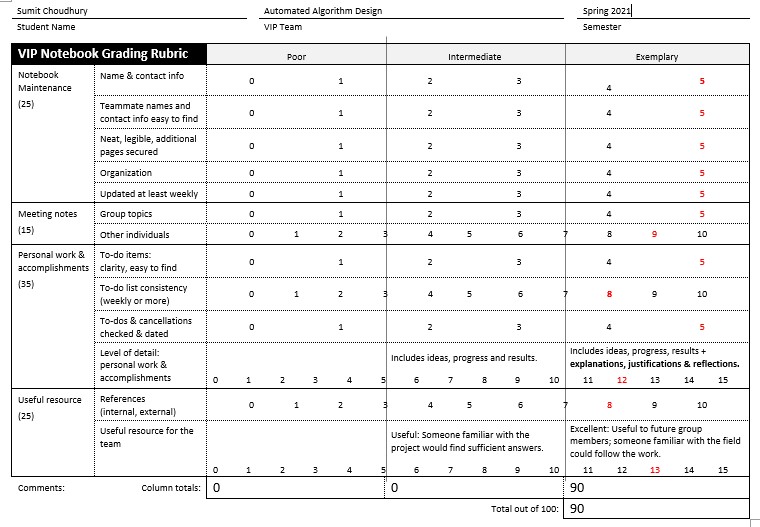 Sumit Choudhury Automated Algorithm Design Spring 2021
Student Name VIP Team Semester
VIP Notebook Grading Rubric Poor Intermediate Exemplary
Notebook Maintenance (25) Name & contact info 0 1 2 3 4 5
Teammate names and contact info easy to find 0 1 2 3 4 5
Neat, legible, additional pages secured 0 1 2 3 4 5
Organization 0 1 2 3 4 5
Updated at least weekly 0 1 2 3 4 5
Meeting notes (15) Group topics 0 1 2 3 4 5
Other individuals 0 1 2 3 4 5 6 7 8 9 10
Personal work & accomplishments (35) To-do items: clarity, easy to find 0 1 2 3 4 5
To-do list consistency (weekly or more) 0 1 2 3 4 5 6 7 8 9 10
To-dos & cancellations checked & dated 0 1 2 3 4 5
Level of detail: personal work & accomplishments Includes ideas, progress and results. Includes ideas, progress, results + explanations, justifications & reflections.
0 1 2 3 4 5 6 7 8 9 10 11 12 13 14 15
Useful resource (25) References (internal, external) 0 1 2 3 4 5 6 7 8 9 10
Useful resource for the team Useful: Someone familiar with the project would find sufficient answers. Excellent: Useful to future group members; someone familiar with the field could follow the work.
0 1 2 3 4 5 6 7 8 9 10 11 12 13 14 15
Comments: Column totals: 0 0 90
Total out of 100: 90